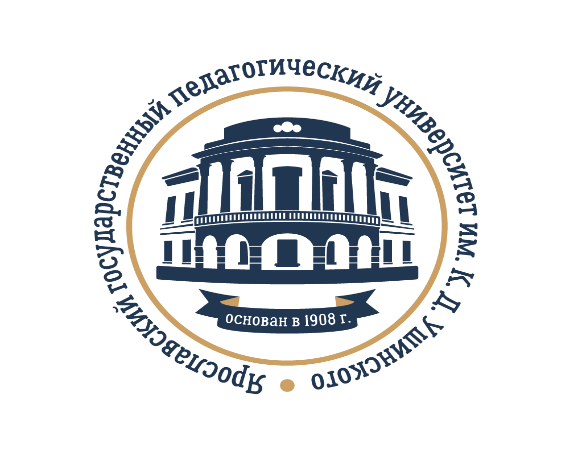 Ярославский государственный педагогический университет им. К. Д. Ушинского
основан в 1908 г.